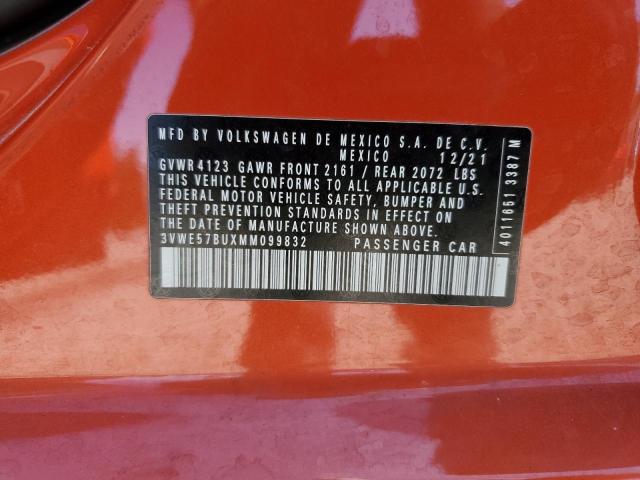 MFD BY VOLKSWAGEN DE MEXICO S.A. DE C.V.
MEXICO 12/21
GVWR 4123 GAWR FRONT 2161 / REAR 2072 LBS
THIS VEHICLE CONFORMS TO ALL APPLICABLE U.S.
FEDERAL MOTOR VEHICLE SAFETY, BUMPER AND
THEFT PREVENTION STANDARDS IN EFFECT ON
THE DATE OF MANUFACTURE SHOWN ABOVE.
3VWE57BUXMM099832 PASSENGER CAR
4011651 3387 M